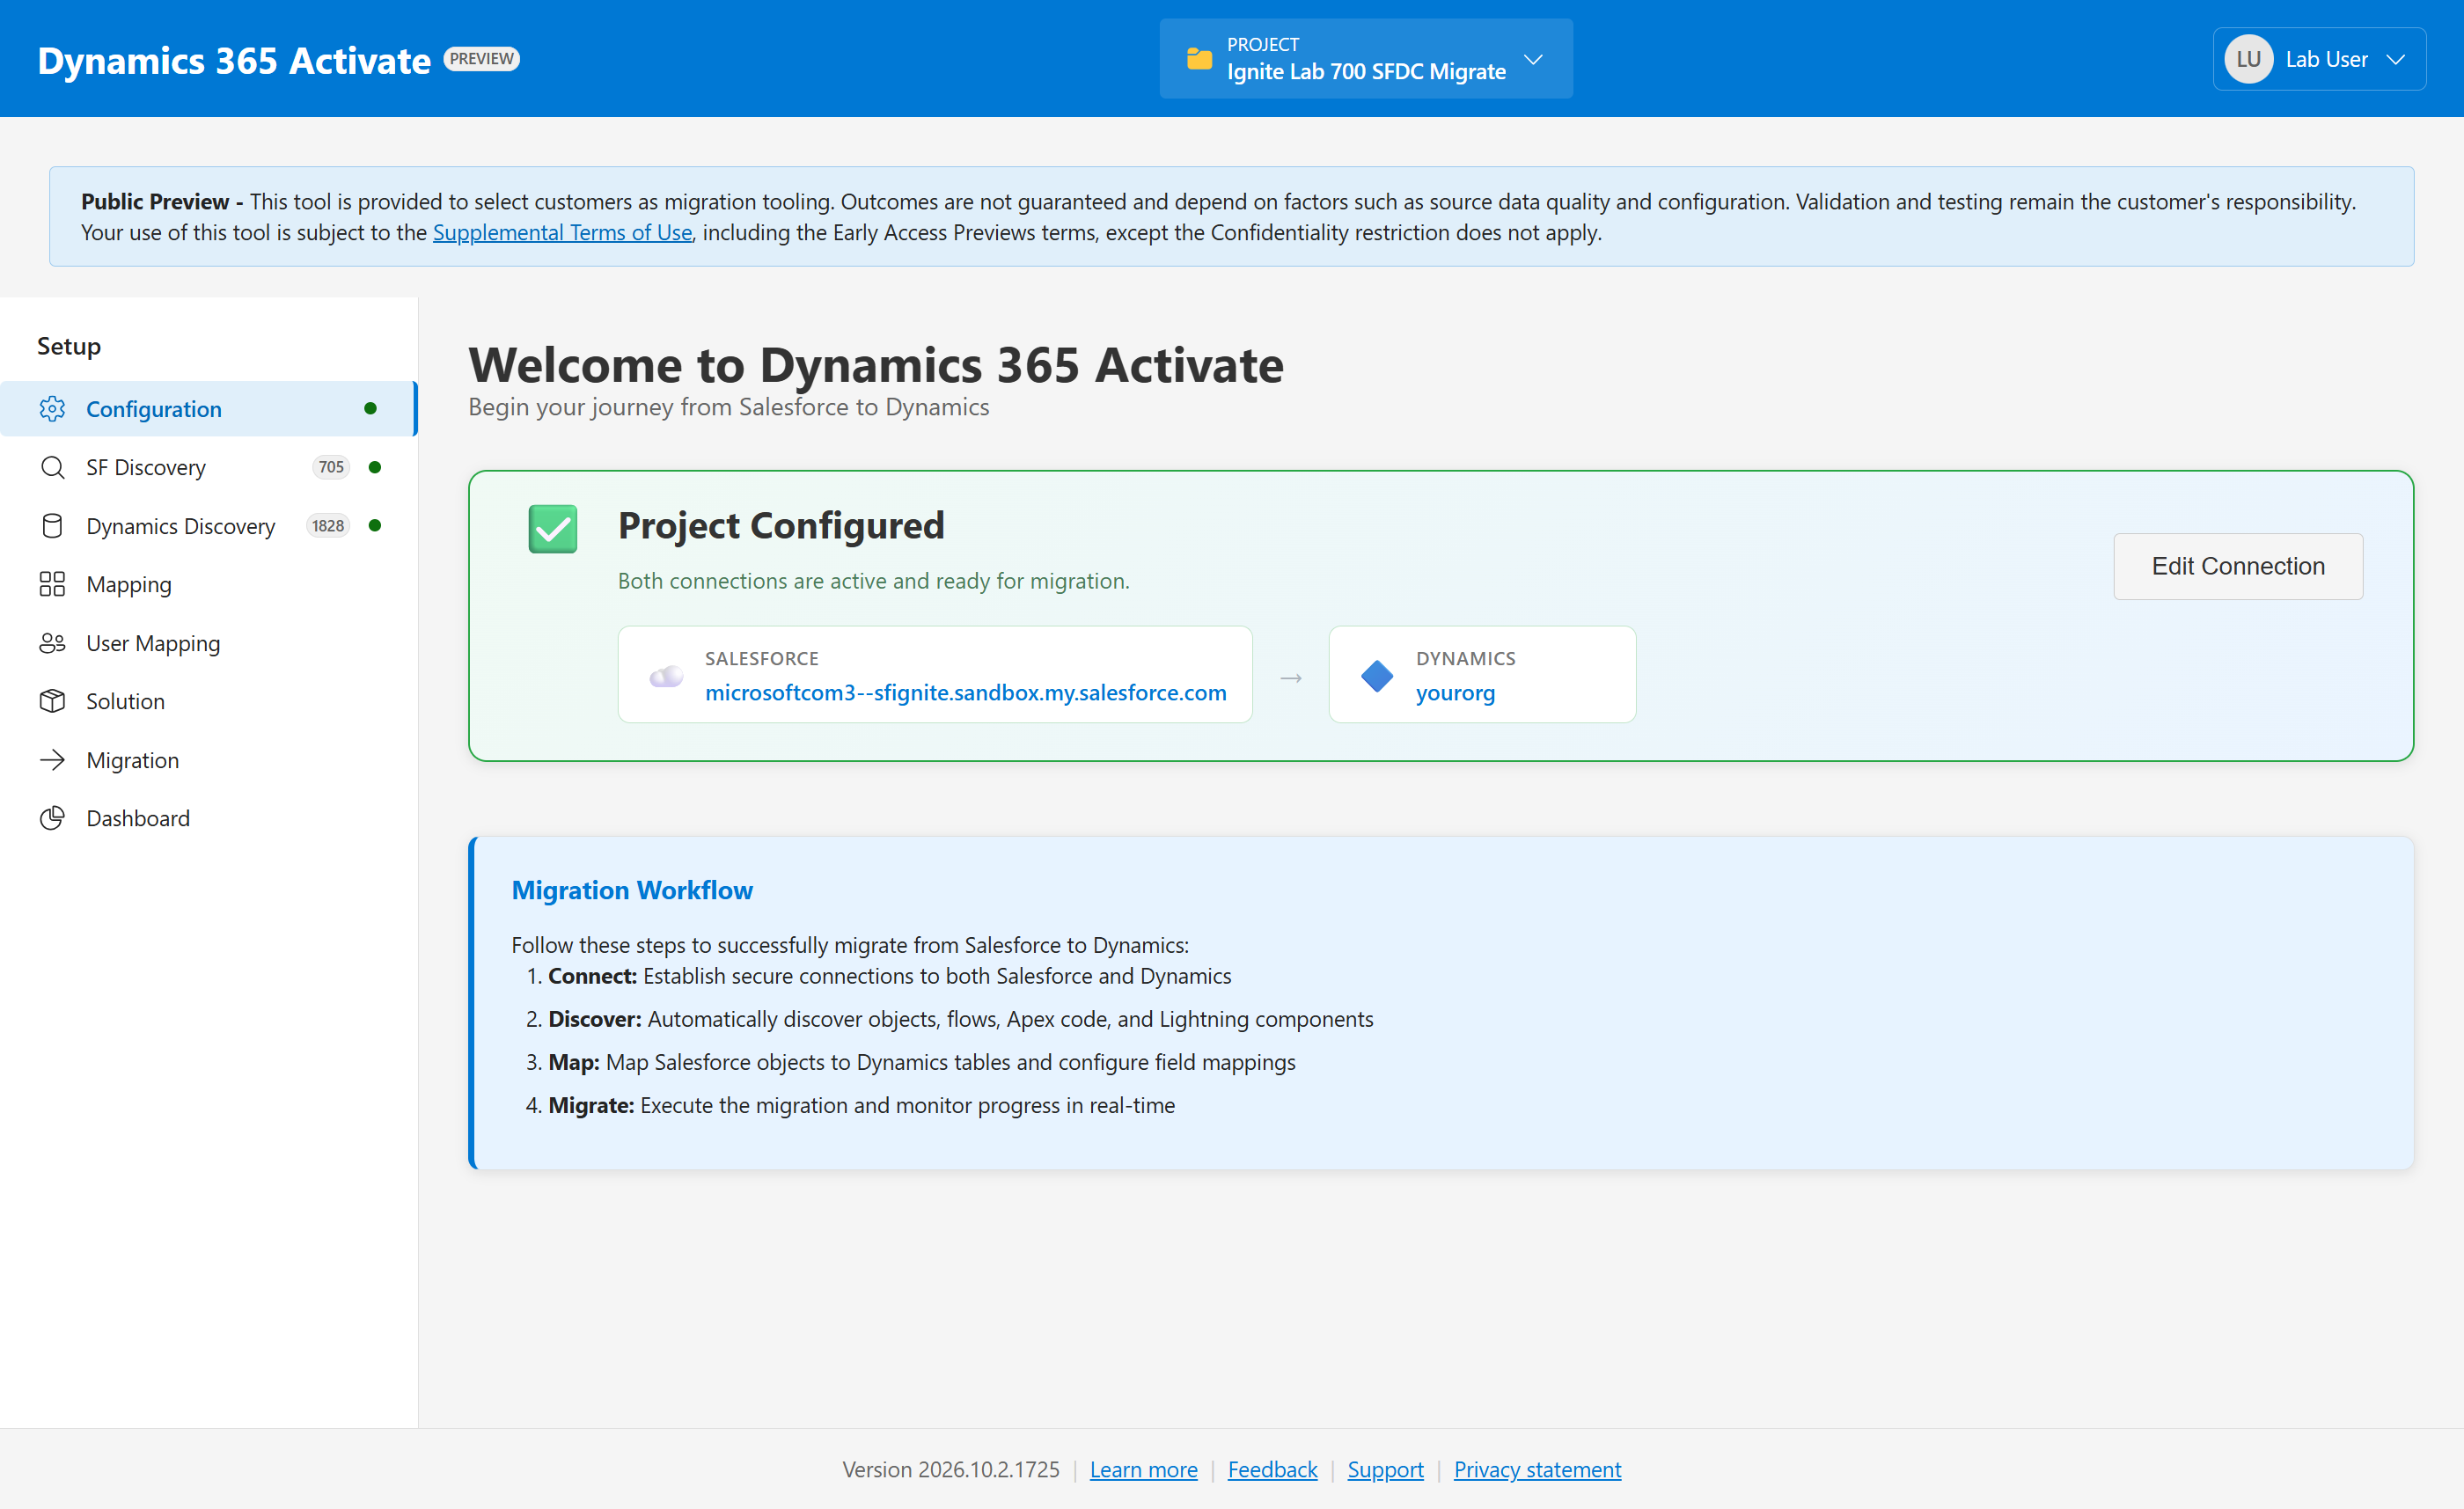 Dynamics 365 Activate PREVIEW
PROJECT
Ignite Lab 700 SFDC Migrate
LU Lab User
Public Preview - This tool is provided to select customers as migration tooling. Outcomes are not guaranteed and depend on factors such as source data quality and configuration. Validation and testing remain the customer's responsibility.
Your use of this tool is subject to the Supplemental Terms of Use, including the Early Access Previews terms, except the Confidentiality restriction does not apply.
Setup
Configuration
SF Discovery 705
Dynamics Discovery 1828
Mapping
User Mapping
Solution
Migration
Dashboard
Welcome to Dynamics 365 Activate
Begin your journey from Salesforce to Dynamics
Project Configured
Both connections are active and ready for migration.
Edit Connection
SALESFORCE
microsoftcom3--sfignite.sandbox.my.salesforce.com
→
DYNAMICS
yourorg
Migration Workflow
Follow these steps to successfully migrate from Salesforce to Dynamics:
1. Connect: Establish secure connections to both Salesforce and Dynamics
2. Discover: Automatically discover objects, flows, Apex code, and Lightning components
3. Map: Map Salesforce objects to Dynamics tables and configure field mappings
4. Migrate: Execute the migration and monitor progress in real-time
Version 2026.10.2.1725 | Learn more | Feedback | Support | Privacy statement